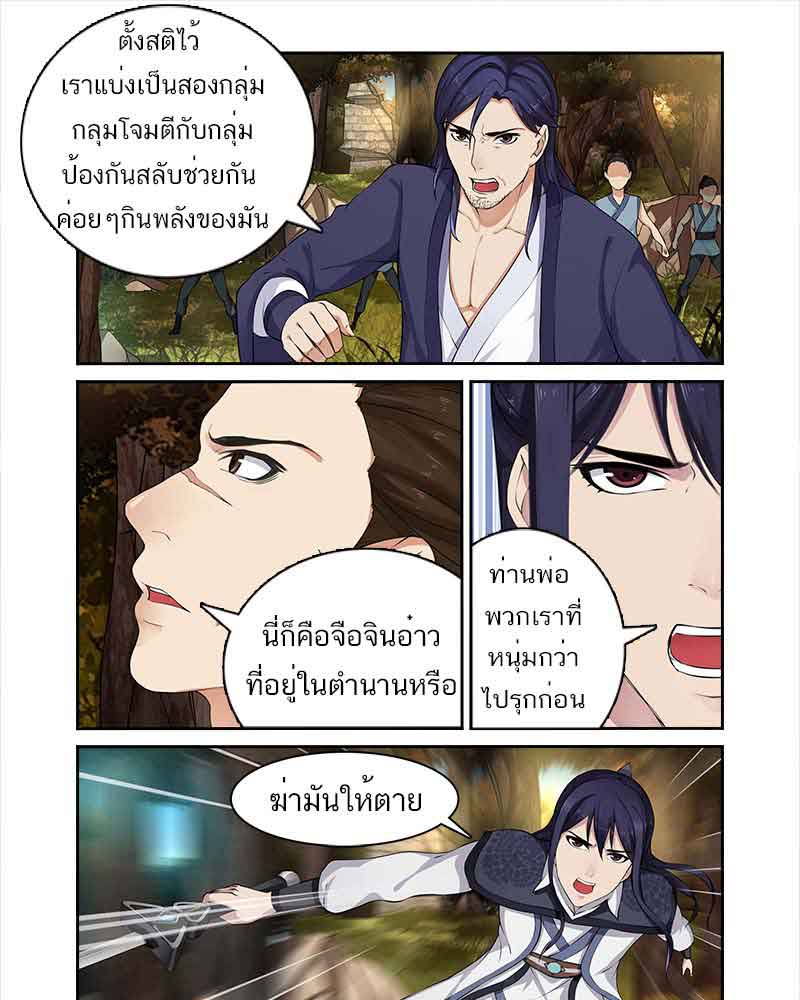 ตั้งสติไว้
เราแบ่งเป็นสองกลุ่ม
กลุมโจมตีกับกลุ่ม
ป้องกันสลับช่วยกัน
ค่อยๆกินพลังของมัน
นี่ก็คือจือจินอ๋าว
ที่อยู่ในตำนานหรือ
ท่านพ่อ
พวกเราที่
หนุ่มกว่า
ไปรุกก่อน
ฆ่ามันให้ตาย